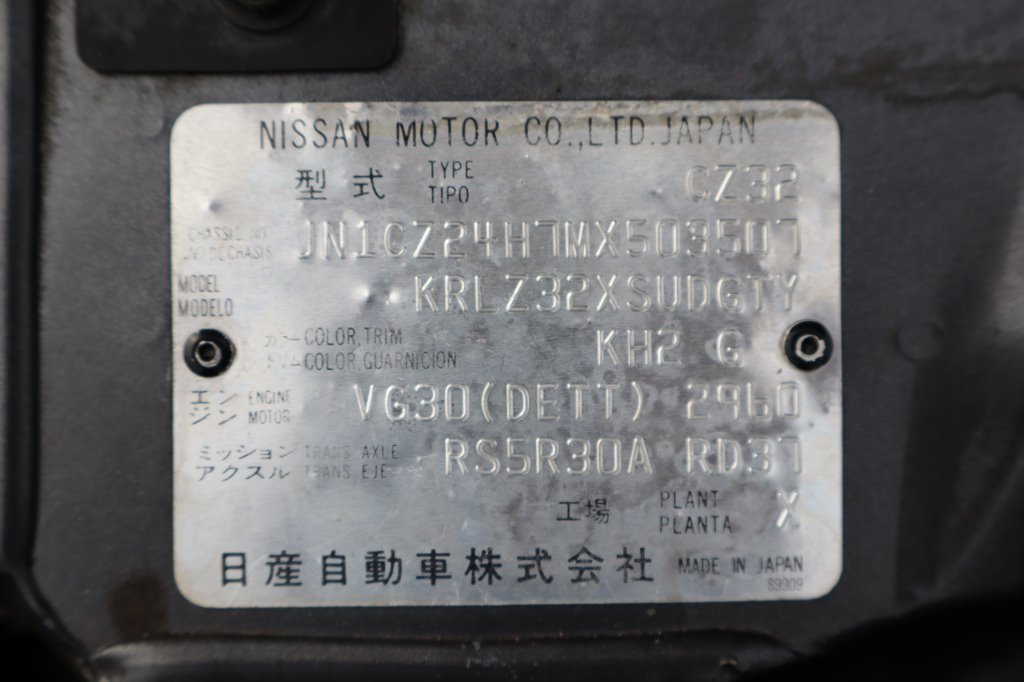 NISSAN MOTOR CO.,LTD.JAPAN
型式 TYPE TIPO CZ32
CHASSIS NO. NO DE CHASIS JN1CZ24H7MX503507
MODEL MODELO KRLZ32XSUDGTY
カラー COLOR,TRIM KH2 G
トリム COLOR,GUARNICION
エンジン ENGINE MOTOR VG30(DETT) 2960
ミッション TRANS. AXLE RS5R30A RD37
アクスル TRANS. EJE
工場 PLANT PLANTA X
日産自動車株式会社 MADE IN JAPAN
89909